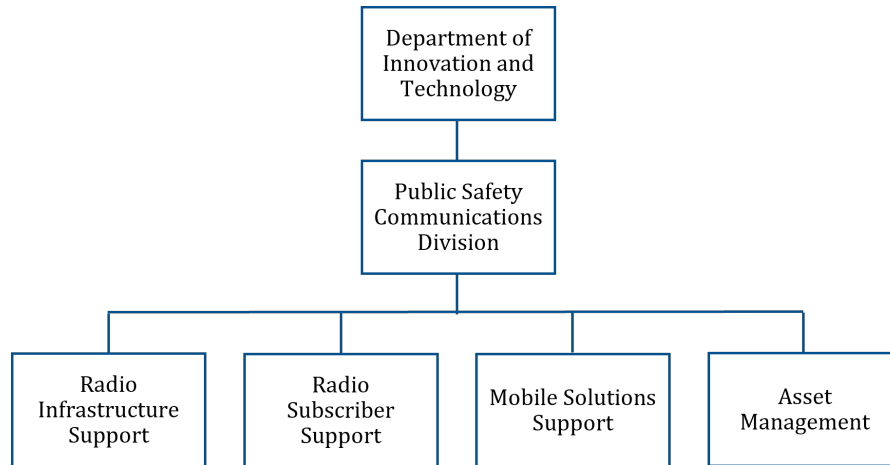 Department of
Innovation and
Technology
Public Safety
Communications
Division
Radio
Infrastructure
Support
Radio
Subscriber
Support
Mobile Solutions
Support
Asset
Management